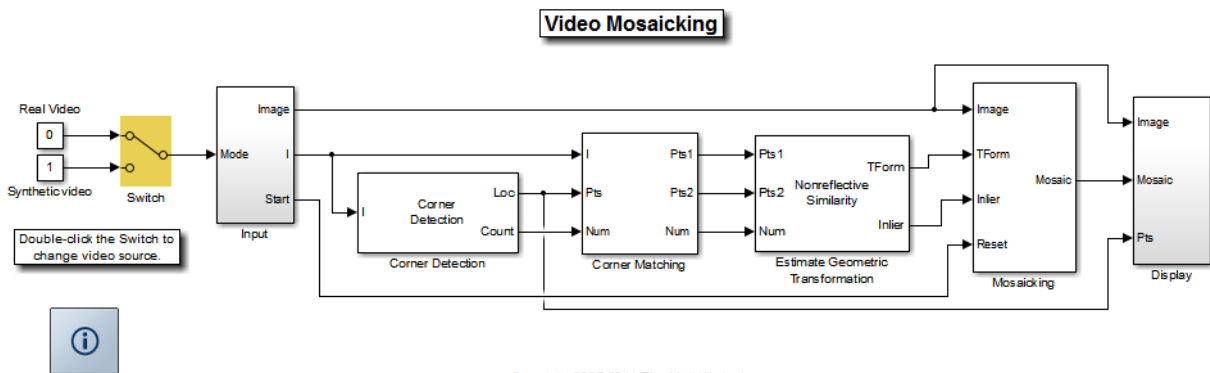 Video Mosaicking
Real Video
0
1
Synthetic video
Switch
Double-click the Switch to
change video source.
Mode
Image
I
Start
Input
I
Corner
Detection
Loc
Count
Corner Detection
I
Pts
Num
Pts1
Pts2
Num
Corner Matching
Pts1
Pts2
Num
Nonreflective
Similarity
TForm
Inlier
Estimate Geometric
Transformation
Image
TForm
Inlier
Reset
Mosaic
Mosaicking
Image
Mosaic
Pts
Display